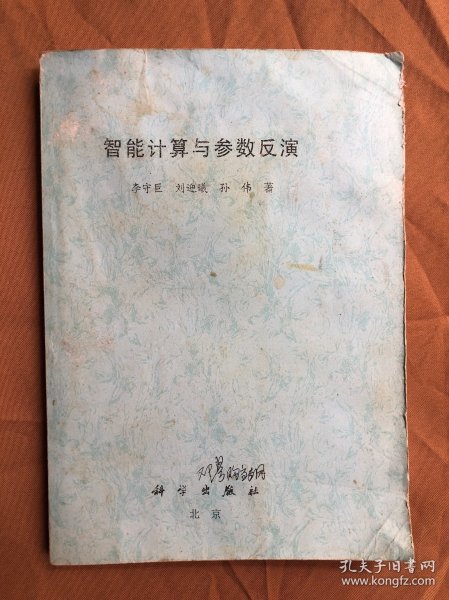 智能计算与参数反演
李守巨 刘迎曦 孙伟 著
科学出版社
北京
孔夫子旧书网
www.kongfz.com